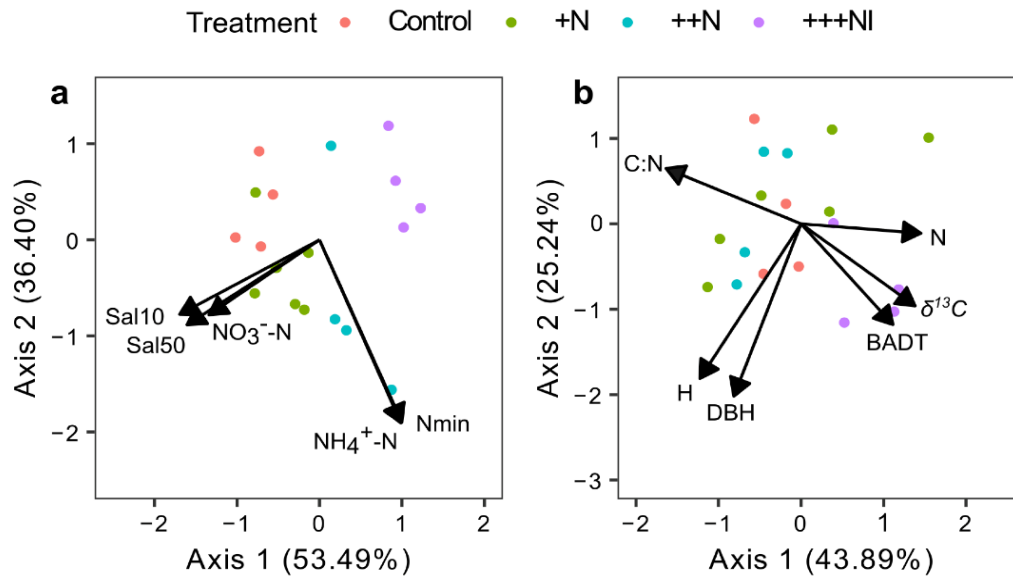 Treatment Control +N ++N +++NI
a
Axis 2 (36.40%)
1
0
−1
−2
Sal10
Sal50
NO3⁻-N
NH4⁺-N
Nmin
−2 −1 0 1 2
Axis 1 (53.49%)
b
Axis 2 (25.24%)
1
0
−1
−2
−3
C:N
N
δ¹³C
BADT
H
DBH
−2 −1 0 1 2
Axis 1 (43.89%)